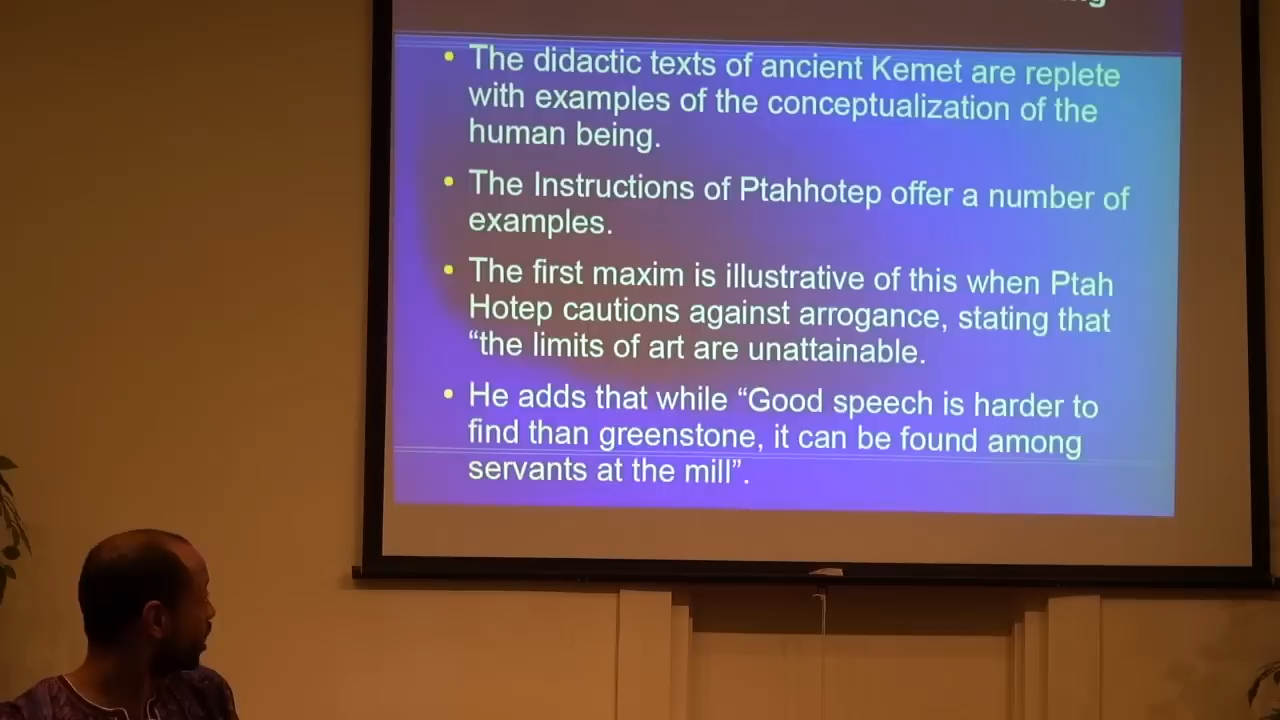 • The didactic texts of ancient Kemet are replete
with examples of the conceptualization of the
human being.
• The Instructions of Ptahhotep offer a number of
examples.
• The first maxim is illustrative of this when Ptah
Hotep cautions against arrogance, stating that
“the limits of art are unattainable.
• He adds that while “Good speech is harder to
find than greenstone, it can be found among
servants at the mill”.